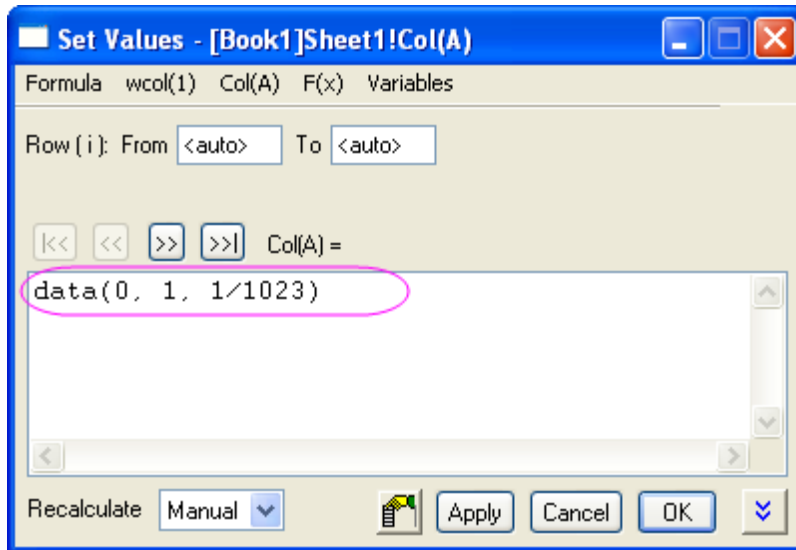 Set Values - [Book1]Sheet1!Col(A)
Formula wcol(1) Col(A) F(x) Variables
Row (i): From <auto> To <auto>
|<< << >> >>| Col(A) =
data(0, 1, 1/1023)
Recalculate Manual Apply Cancel OK